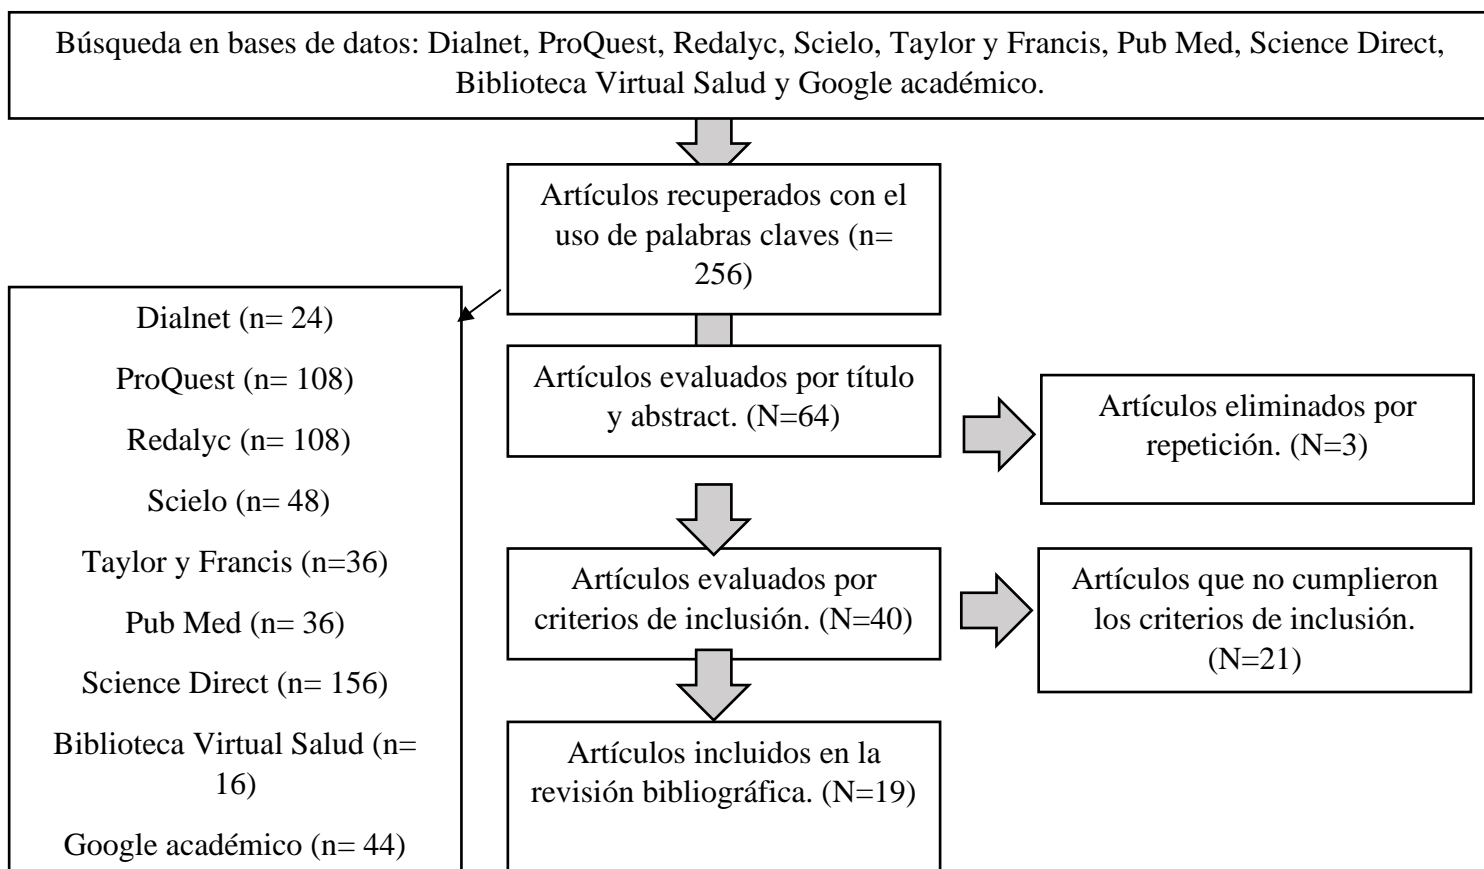 Búsqueda en bases de datos: Dialnet, ProQuest, Redalyc, Scielo, Taylor y Francis, Pub Med, Science Direct,
Biblioteca Virtual Salud y Google académico.
Artículos recuperados con el
uso de palabras claves (n=
256)
Dialnet (n= 24)
ProQuest (n= 108)
Redalyc (n= 108)
Scielo (n= 48)
Taylor y Francis (n=36)
Pub Med (n= 36)
Science Direct (n= 156)
Biblioteca Virtual Salud (n=
16)
Google académico (n= 44)
Artículos evaluados por título
y abstract. (N=64)
Artículos eliminados por
repetición. (N=3)
Artículos evaluados por
criterios de inclusión. (N=40)
Artículos que no cumplieron
los criterios de inclusión.
(N=21)
Artículos incluidos en la
revisión bibliográfica. (N=19)